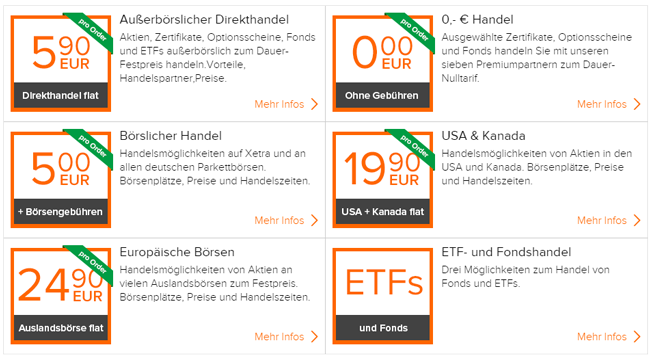 pro Order
5 90
EUR
Direkthandel flat
Außerbörslicher Direkthandel
Aktien, Zertifikate, Optionsscheine, Fonds
und ETFs außerbörslich zum Dauer-
Festpreis handeln.Vorteile,
Handelspartner,Preise.
Mehr Infos
pro Order
0 00
EUR
Ohne Gebühren
0,- € Handel
Ausgewählte Zertifikate, Optionsscheine
und Fonds handeln Sie mit unseren
sieben Premiumpartnern zum Dauer-
Nulltarif.
Mehr Infos
pro Order
5 00
EUR
+ Börsengebühren
Börslicher Handel
Handelsmöglichkeiten auf Xetra und an
allen deutschen Parkettbörsen.
Börsenplätze, Preise und Handelszeiten.
Mehr Infos
pro Order
19 90
EUR
USA + Kanada flat
USA & Kanada
Handelsmöglichkeiten von Aktien in den
USA und Kanada. Börsenplätze, Preise
und Handelszeiten.
Mehr Infos
pro Order
24 90
EUR
Auslandsbörse flat
Europäische Börsen
Handelsmöglichkeiten von Aktien an
vielen Auslandsbörsen zum Festpreis.
Börsenplätze, Preise und Handelszeiten.
Mehr Infos
ETFs
und Fonds
ETF- und Fondshandel
Drei Möglichkeiten zum Handel von
Fonds und ETFs.
Mehr Infos